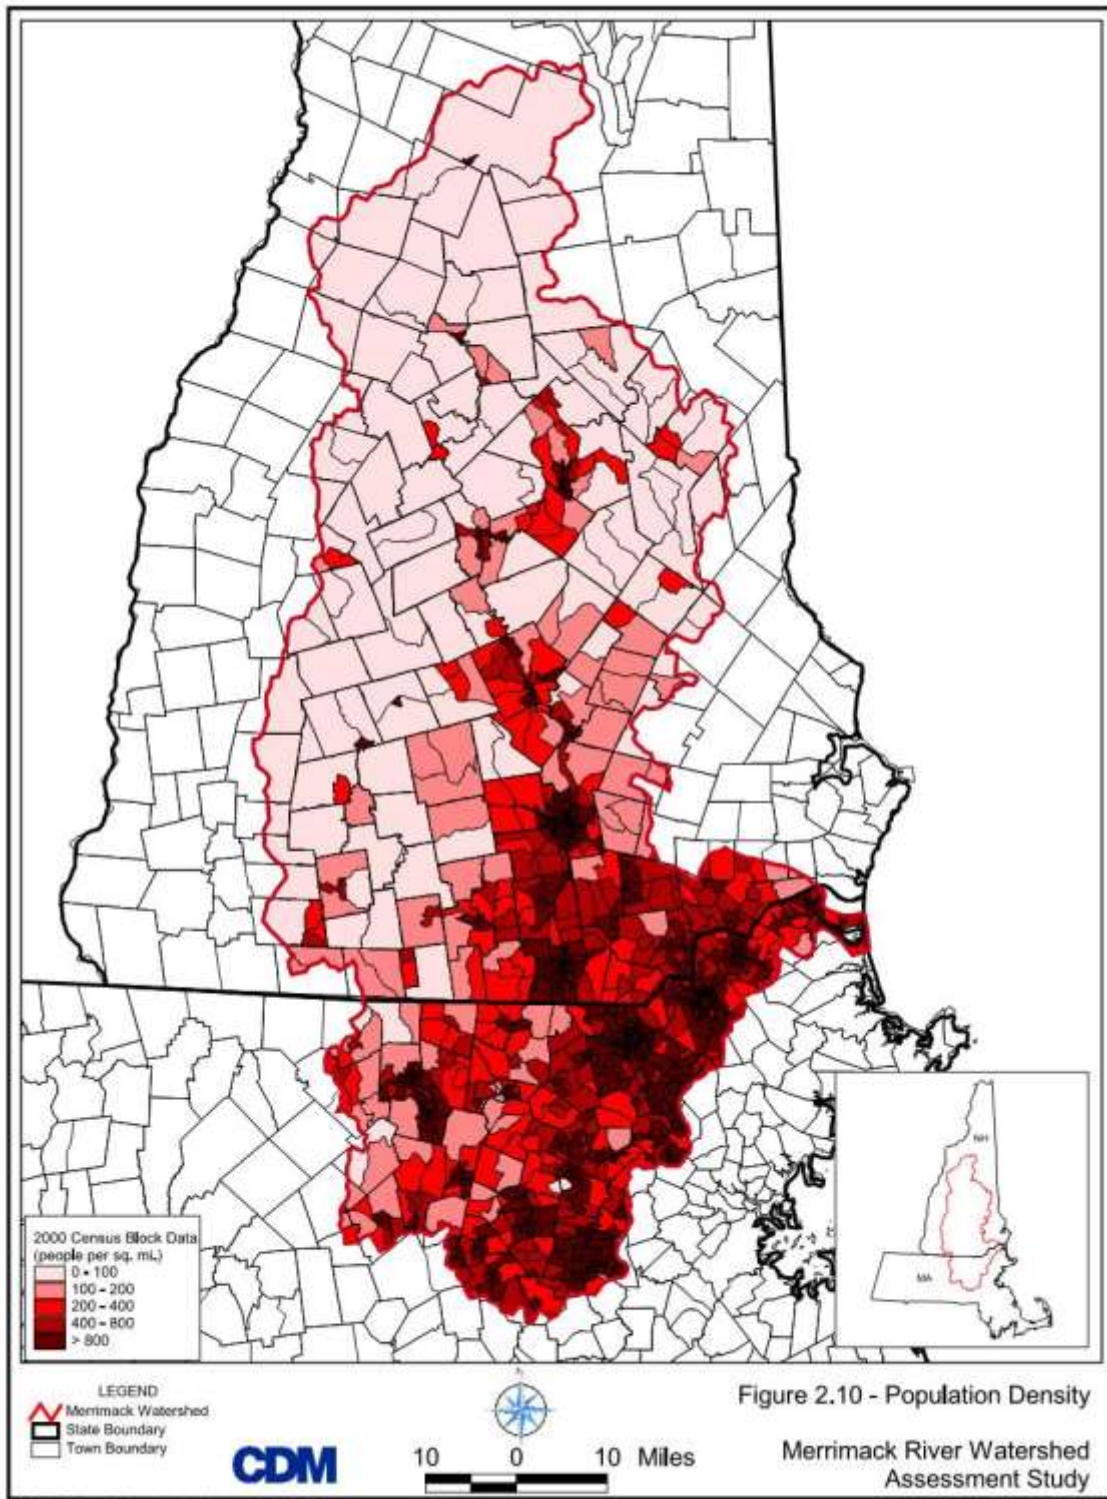 NH
MA
2000 Census Block Data
(people per sq. mi.)
0 - 100
100 - 200
200 - 400
400 - 800
> 800
LEGEND
Merrimack Watershed
State Boundary
Town Boundary
CDM
10 0 10 Miles
Figure 2.10 - Population Density
Merrimack River Watershed
Assessment Study